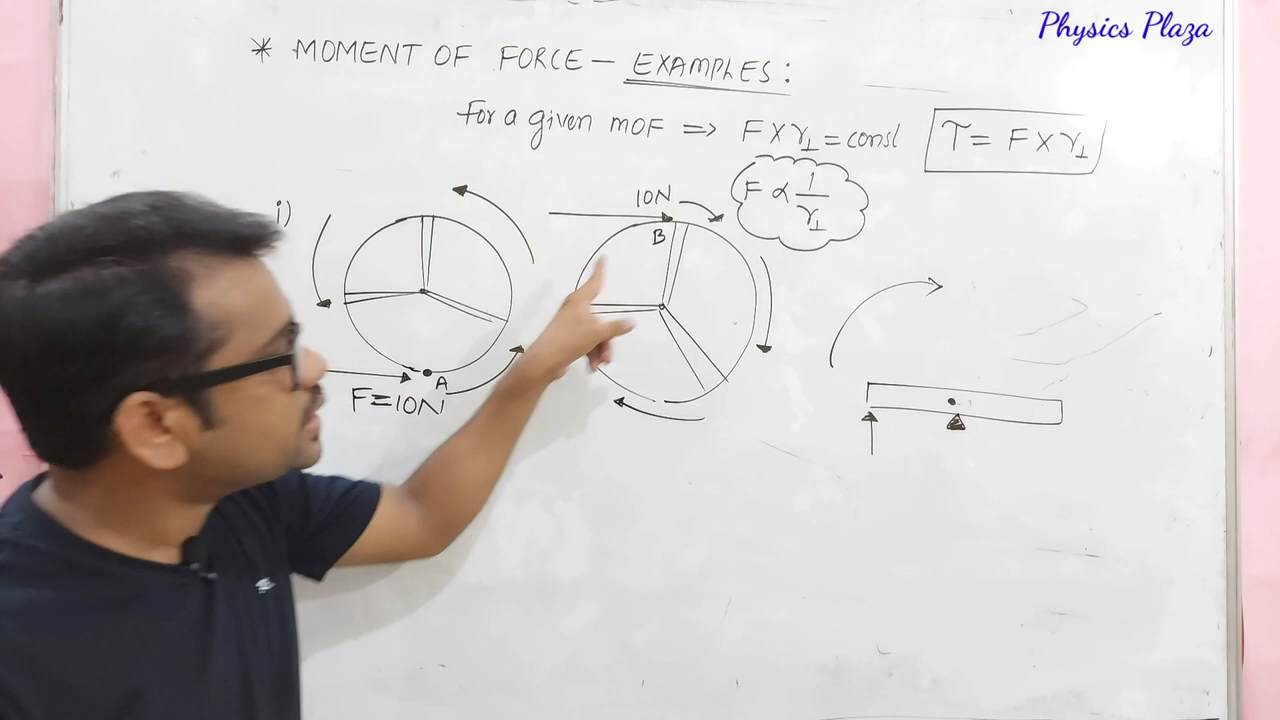 Physics Plaza
* MOMENT OF FORCE — EXAMPLES:
For a given MOF => F X r⊥ = const
τ = F X r⊥
F ∝ 1/r⊥
i)
10N
B
A
F = 10N